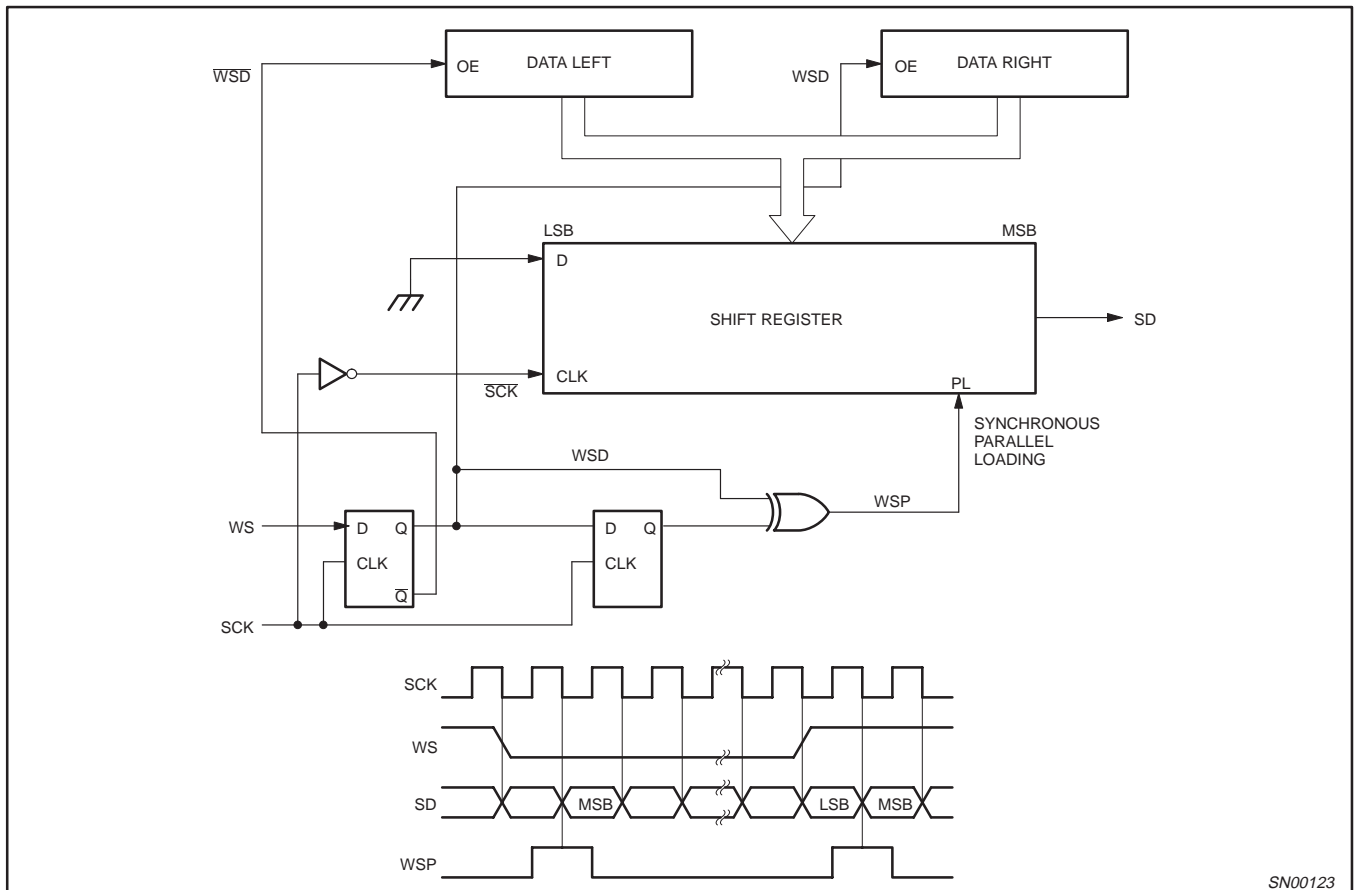 WSD
OE
DATA LEFT
WSD
OE
DATA RIGHT
LSB
MSB
D
SHIFT REGISTER
SD
CLK
SCK
PL
SYNCHRONOUS
PARALLEL
LOADING
WSD
WSP
WS
D
Q
CLK
Q
D
Q
CLK
SCK
SCK
WS
SD
MSB
LSB
MSB
WSP
SN00123